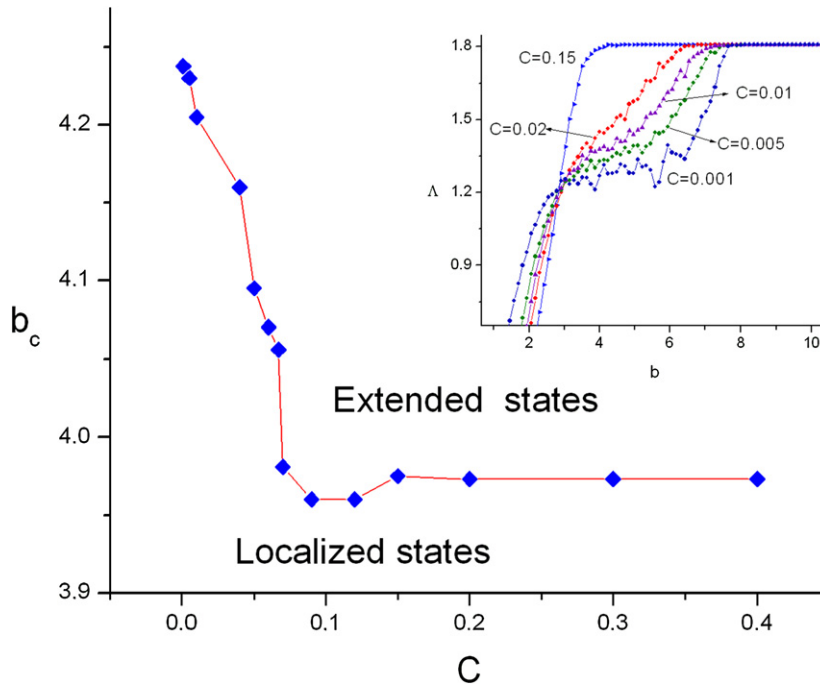 4.2
4.1
4.0
3.9
b_c
0.0 0.1 0.2 0.3 0.4
C
Extended states
Localized states
1.8
1.5
1.2
0.9
Λ
2 4 6 8 10
b
C=0.15
C=0.01
C=0.02
C=0.005
C=0.001